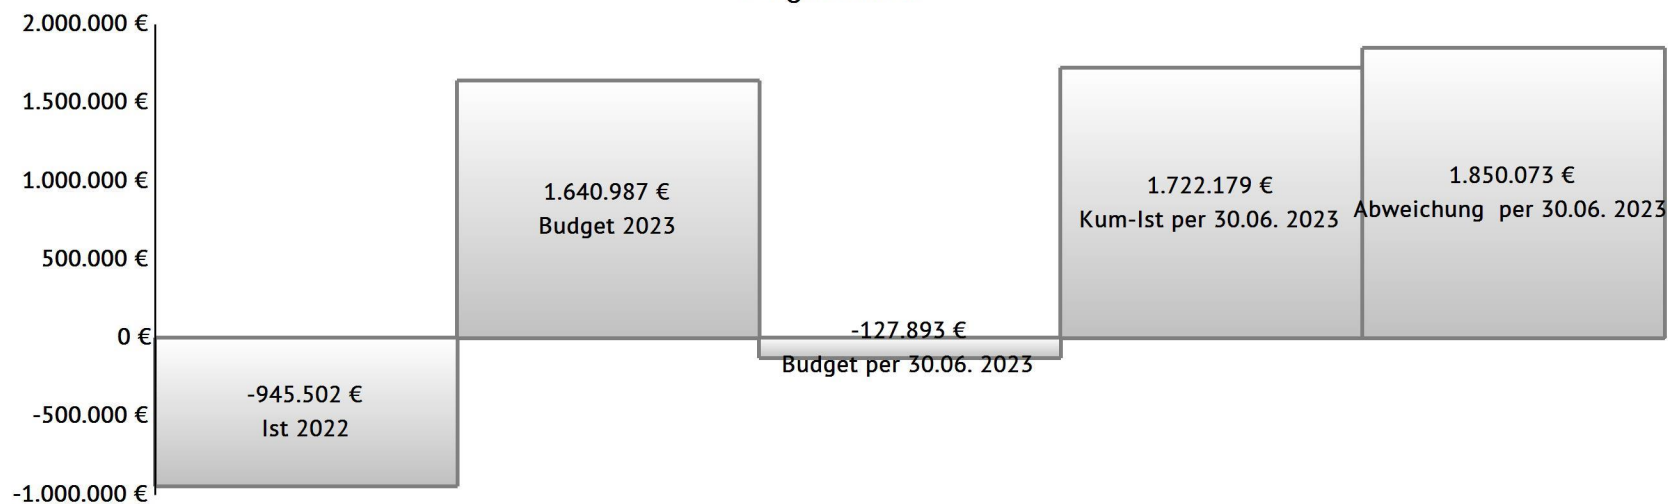 2.000.000 €
1.500.000 €
1.000.000 €
500.000 €
0 €
-500.000 €
-1.000.000 €
-945.502 €
Ist 2022
1.640.987 €
Budget 2023
-127.893 €
Budget per 30.06. 2023
1.722.179 €
Kum-Ist per 30.06. 2023
1.850.073 €
Abweichung  per 30.06. 2023